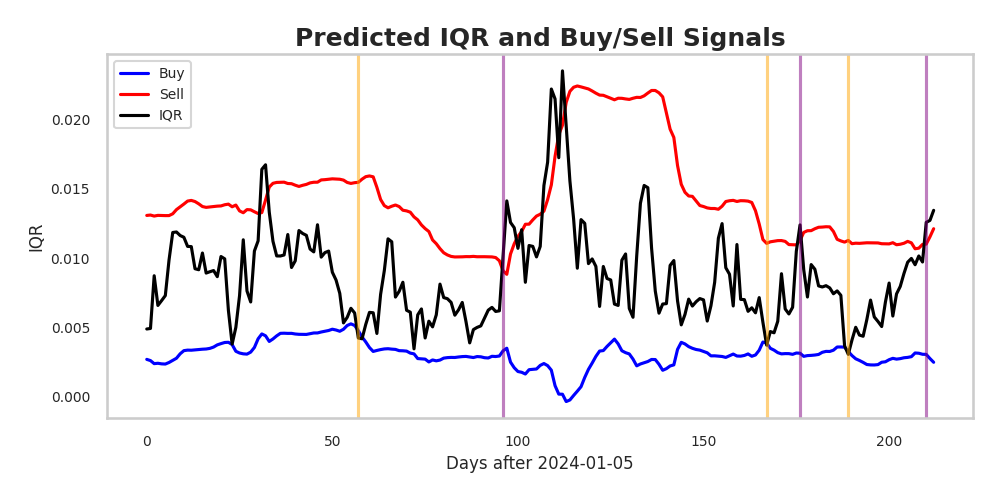 Predicted IQR and Buy/Sell Signals
Buy
Sell
IQR
0.020
0.015
0.010
0.005
0.000
IQR
0 50 100 150 200
Days after 2024-01-05